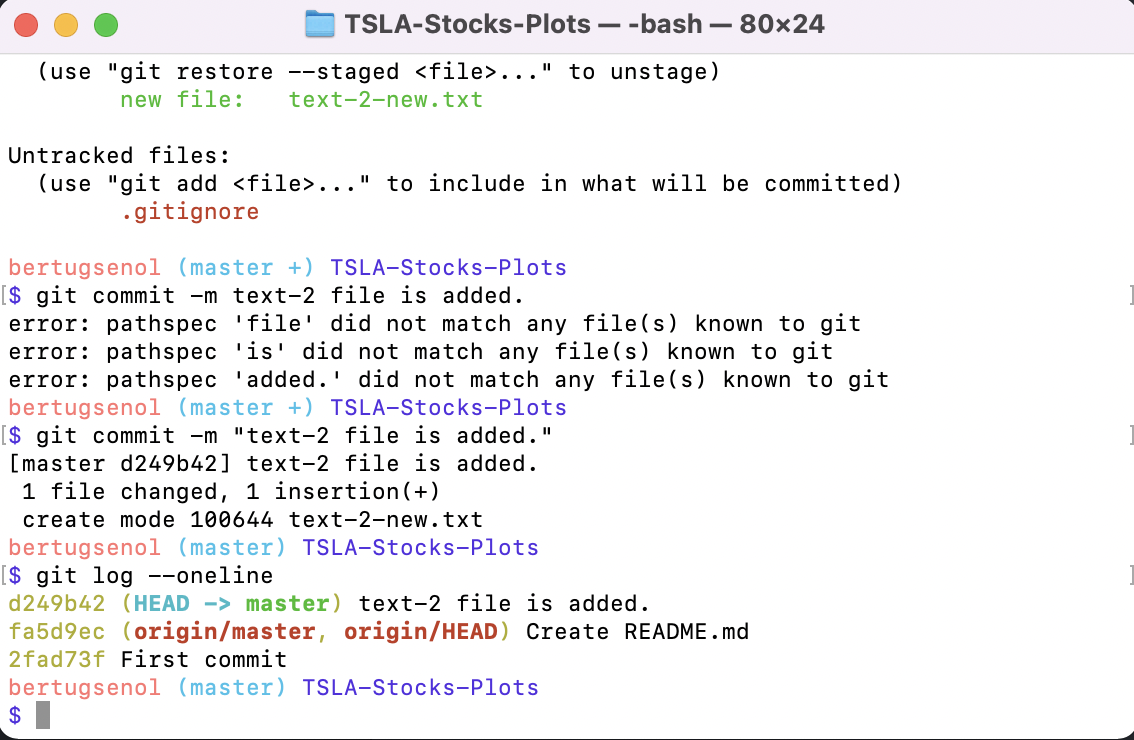 TSLA-Stocks-Plots — -bash — 80×24
(use "git restore --staged <file>..." to unstage)
new file:   text-2-new.txt
Untracked files:
(use "git add <file>..." to include in what will be committed)
.gitignore
bertugsenol (master +) TSLA-Stocks-Plots
[$ git commit -m text-2 file is added. ]
error: pathspec 'file' did not match any file(s) known to git
error: pathspec 'is' did not match any file(s) known to git
error: pathspec 'added.' did not match any file(s) known to git
bertugsenol (master +) TSLA-Stocks-Plots
[$ git commit -m "text-2 file is added." ]
[master d249b42] text-2 file is added.
1 file changed, 1 insertion(+)
create mode 100644 text-2-new.txt
bertugsenol (master) TSLA-Stocks-Plots
[$ git log --oneline ]
d249b42 (HEAD -> master) text-2 file is added.
fa5d9ec (origin/master, origin/HEAD) Create README.md
2fad73f First commit
bertugsenol (master) TSLA-Stocks-Plots
$